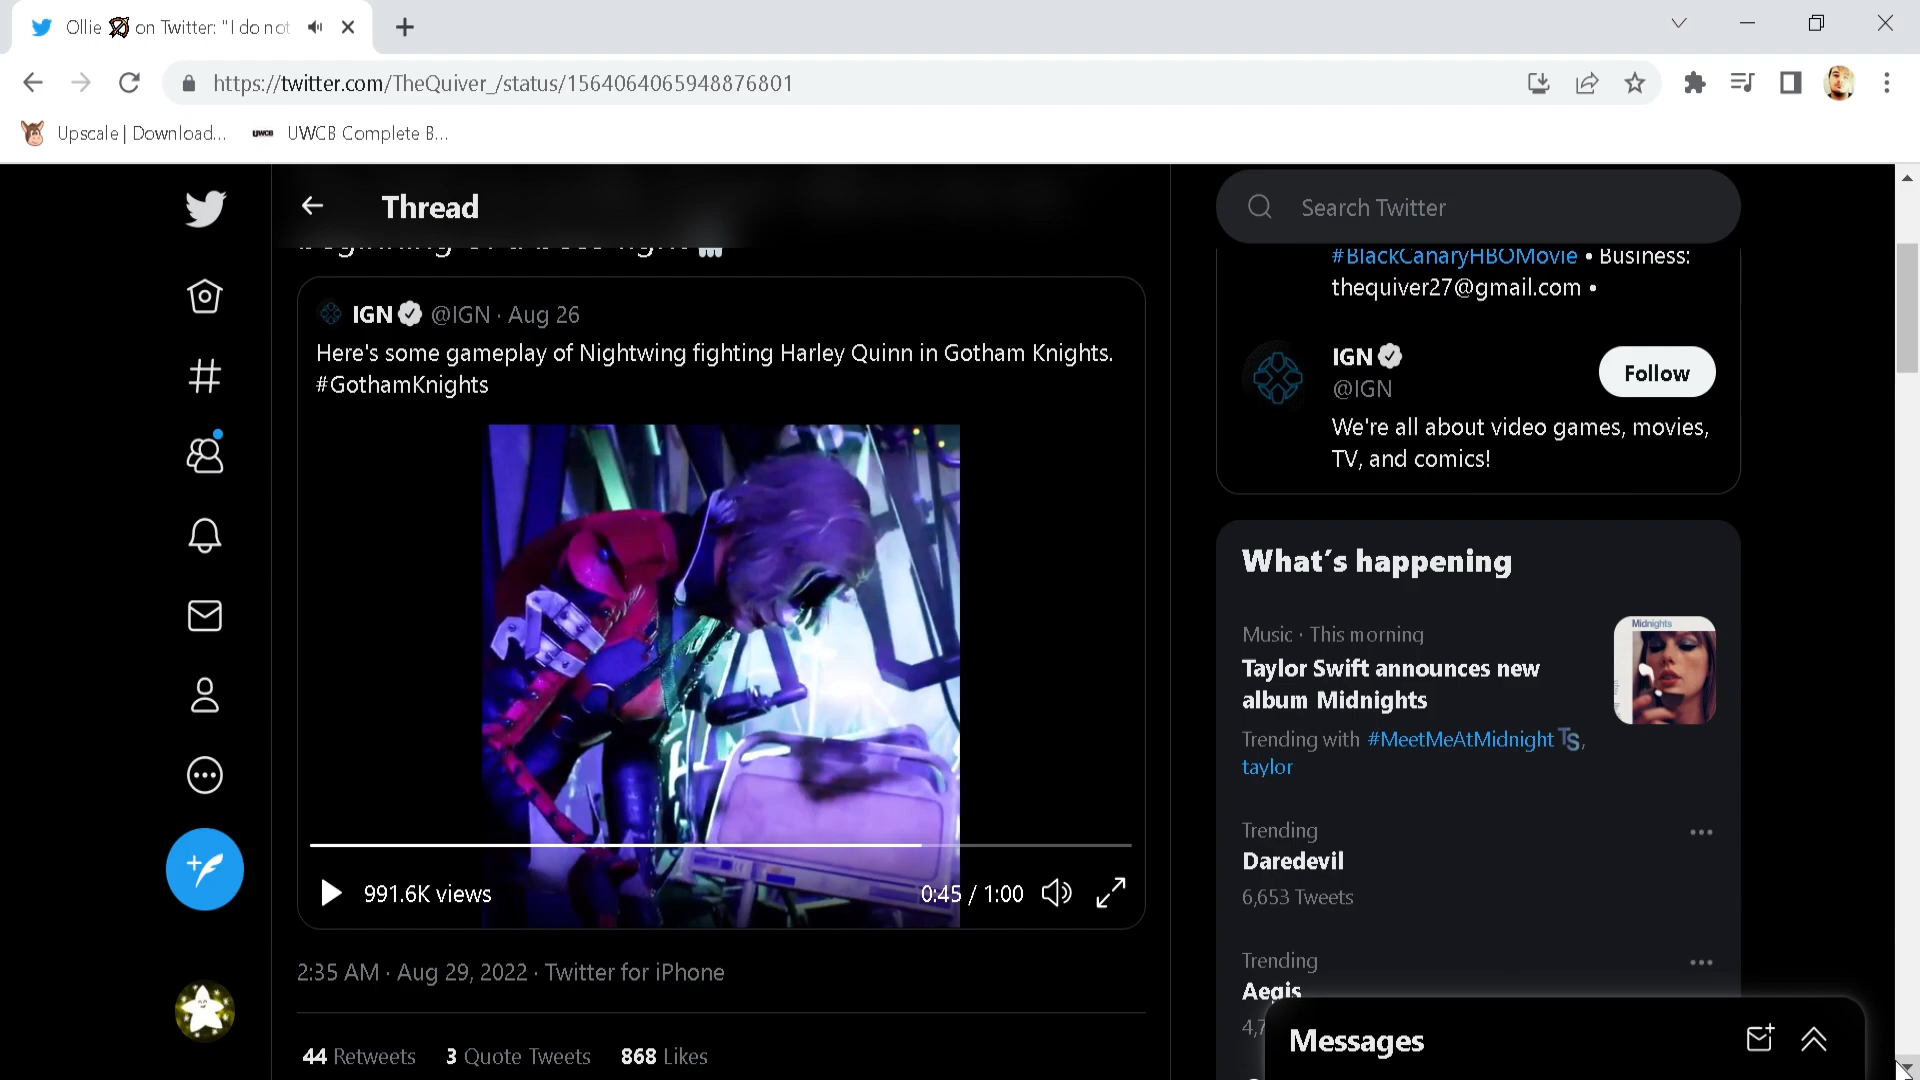 Ollie on Twitter: "I do not
https://twitter.com/TheQuiver_/status/1564064065948876801
Upscale | Download...
UWCB
UWCB Complete B...
Thread
IGN @IGN · Aug 26
Here's some gameplay of Nightwing fighting Harley Quinn in Gotham Knights.
#GothamKnights
991.6K views
0:45 / 1:00
2:35 AM · Aug 29, 2022 · Twitter for iPhone
44 Retweets 3 Quote Tweets 868 Likes
Search Twitter
#BlackCanaryHBOMovie • Business:
thequiver27@gmail.com •
IGN
@IGN
Follow
We're all about video games, movies,
TV, and comics!
What's happening
Music · This morning
Taylor Swift announces new
album Midnights
Trending with #MeetMeAtMidnight TS,
taylor
Midnights
Trending
Daredevil
6,653 Tweets
Trending
Aegis
4,7
Messages